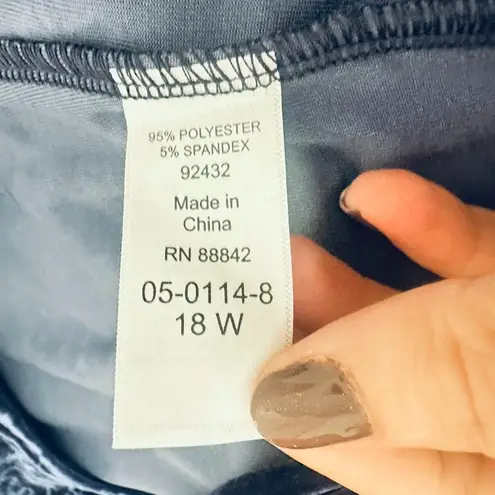 95% POLYESTER
5% SPANDEX
92432
Made in
China
RN 88842
05-0114-8
18 W